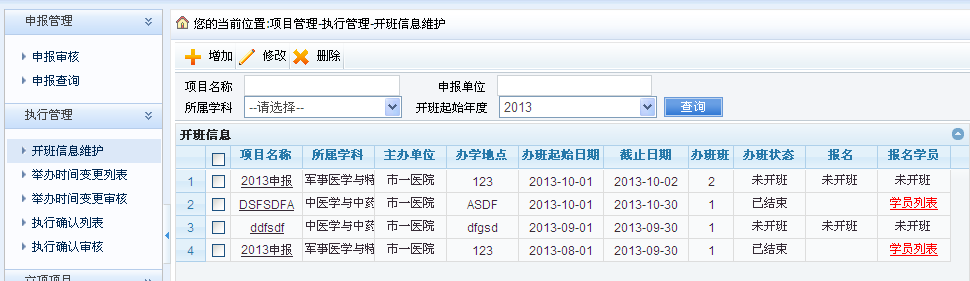 申报管理
申报审核
申报查询
执行管理
开班信息维护
举办时间变更列表
举办时间变更审核
执行确认列表
执行确认审核
您的当前位置:项目管理-执行管理-开班信息维护
增加 修改 删除
项目名称 申报单位
所属学科 --请选择-- 开班起始年度 2013 查询
开班信息
项目名称 所属学科 主办单位 办学地点 办班起始日期 截止日期 办班班 办班状态 报名 报名学员
1 2013申报 军事医学与特 市一医院 123 2013-10-01 2013-10-02 2 未开班 未开班 未开班
2 DSFSDFA 中医学与中药 市一医院 ASDF 2013-10-01 2013-10-30 1 已结束 学员列表
3 ddfsdf 中医学与中药 市一医院 dfgsd 2013-09-01 2013-09-30 1 未开班 未开班 未开班
4 2013申报 军事医学与特 市一医院 123 2013-08-01 2013-09-30 1 已结束 学员列表